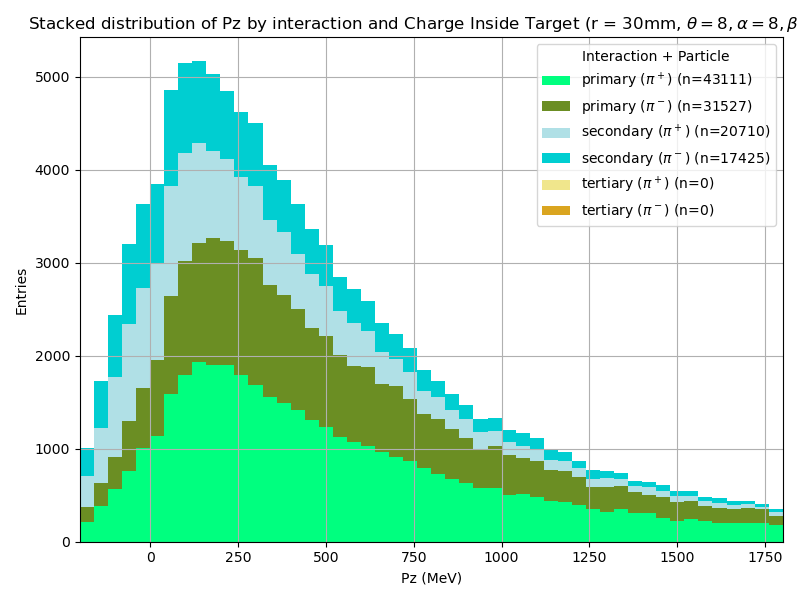 Stacked distribution of Pz by interaction and Charge Inside Target (r = 30mm, θ = 8, α = 8, β
Interaction + Particle
primary (π⁺) (n=43111)
primary (π⁻) (n=31527)
secondary (π⁺) (n=20710)
secondary (π⁻) (n=17425)
tertiary (π⁺) (n=0)
tertiary (π⁻) (n=0)
Entries
5000
4000
3000
2000
1000
0
0 250 500 750 1000 1250 1500 1750
Pz (MeV)